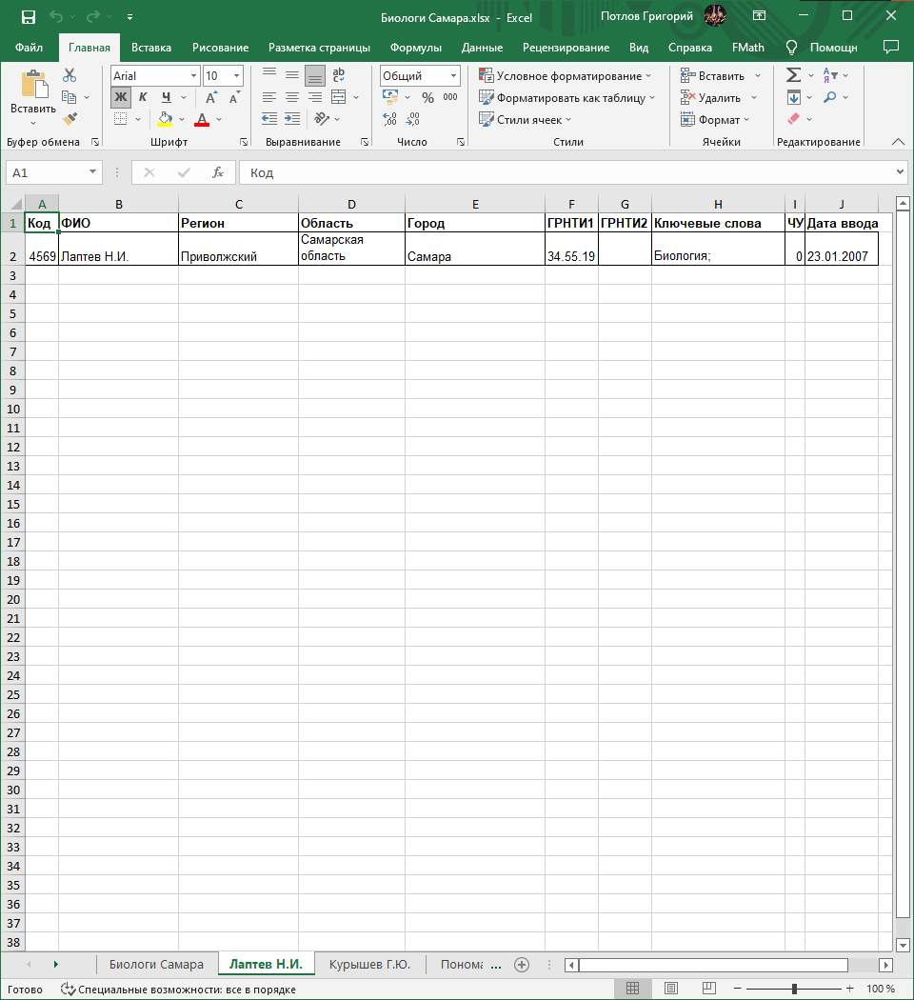 Биологи Самара.xlsx - Excel
Потлов Григорий
Файл Главная Вставка Рисование Разметка страницы Формулы Данные Рецензирование Вид Справка FMath Помощн
Вставить
Arial 10
Общий
Условное форматирование
Вставить
Ж К Ч
% 000
Форматировать как таблицу
Удалить
Стили ячеек
Формат
Буфер обмена Шрифт Выравнивание Число Стили Ячейки Редактирование
A1 fx Код
A B C D E F G H I J
1 Код ФИО Регион Область Город ГРНТИ1 ГРНТИ2 Ключевые слова ЧУ Дата ввода
2 4569 Лаптев Н.И. Приволжский Самарская область Самара 34.55.19 Биология; 0 23.01.2007
3
4
5
6
7
8
9
10
11
12
13
14
15
16
17
18
19
20
21
22
23
24
25
26
27
28
29
30
31
32
33
34
35
36
37
38
Биологи Самара Лаптев Н.И. Курышев Г.Ю. Понома ...
Готово Специальные возможности: все в порядке 100 %